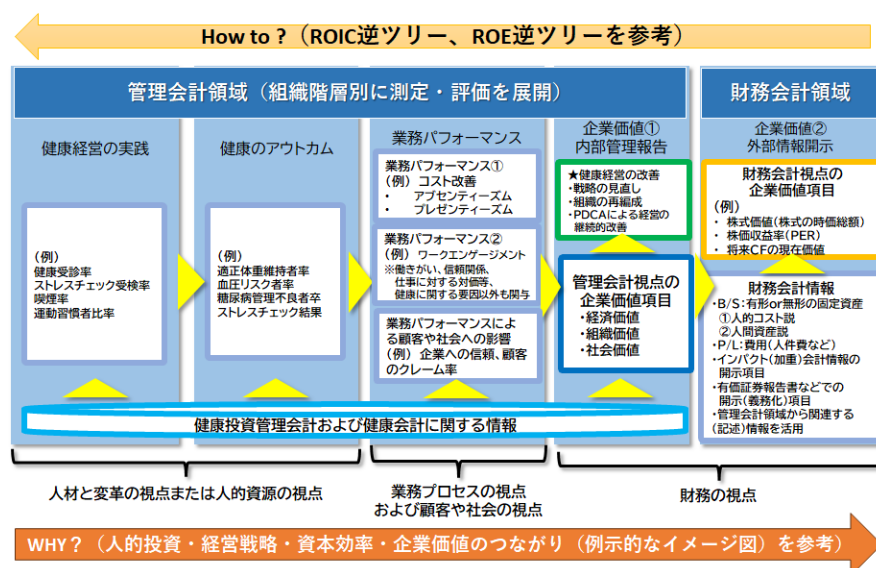 How to ?（ROIC逆ツリー、ROE逆ツリーを参考）
管理会計領域（組織階層別に測定・評価を展開）
財務会計領域
健康経営の実践
（例）
健康受診率
ストレスチェック受検率
喫煙率
運動習慣者比率
健康のアウトカム
（例）
適正体重維持者率
血圧リスク者率
糖尿病管理不良者率
ストレスチェック結果
業務パフォーマンス
業務パフォーマンス①
（例）コスト改善
・ アブセンティーズム
・ プレゼンティーズム
業務パフォーマンス②
（例）ワークエンゲージメント
※働きがい、信頼関係、
仕事に対する対価等、
健康に関する要因以外も関与
業務パフォーマンスによ
る顧客や社会への影響
（例）企業への信頼、顧客
のクレーム率
企業価値①
内部管理報告
★健康経営の改善
・戦略の見直し
・組織の再編成
・PDCAによる経営の
継続的改善
管理会計視点の
企業価値項目
・経済価値
・組織価値
・社会価値
企業価値②
外部情報開示
財務会計視点の
企業価値項目
（例）
・ 株式価値（株式の時価総額）
・ 株価収益率（PER）
・ 将来CFの現在価値
財務会計情報
・B/S：有形or無形の固定資産
①人的コスト説
②人間資産説
・P/L：費用（人件費など）
・インパクト（加重）会計情報の
開示項目
・有価証券報告書などでの
開示（義務化）項目
・管理会計領域から関連する
（記述）情報を活用
健康投資管理会計および健康会計に関する情報
人材と変革の視点または人的資源の視点
業務プロセスの視点
および顧客や社会の視点
財務の視点
WHY？（人的投資・経営戦略・資本効率・企業価値のつながり（例示的なイメージ図）を参考）